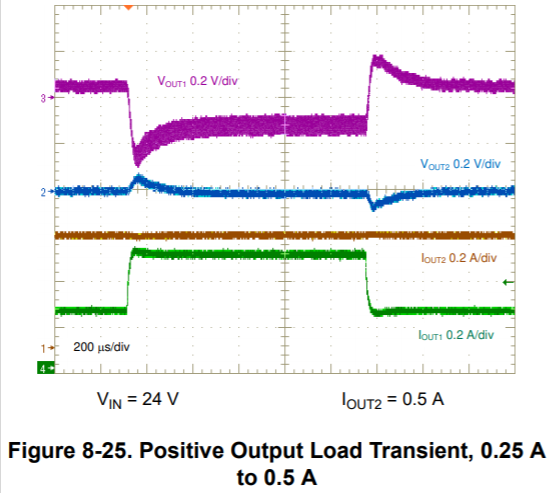 3
VOUT1 0.2 V/div
VOUT2 0.2 V/div
2
IOUT2 0.2 A/div
IOUT1 0.2 A/div
1
200 µs/div
4
VIN = 24 V
IOUT2 = 0.5 A
Figure 8-25. Positive Output Load Transient, 0.25 A
to 0.5 A